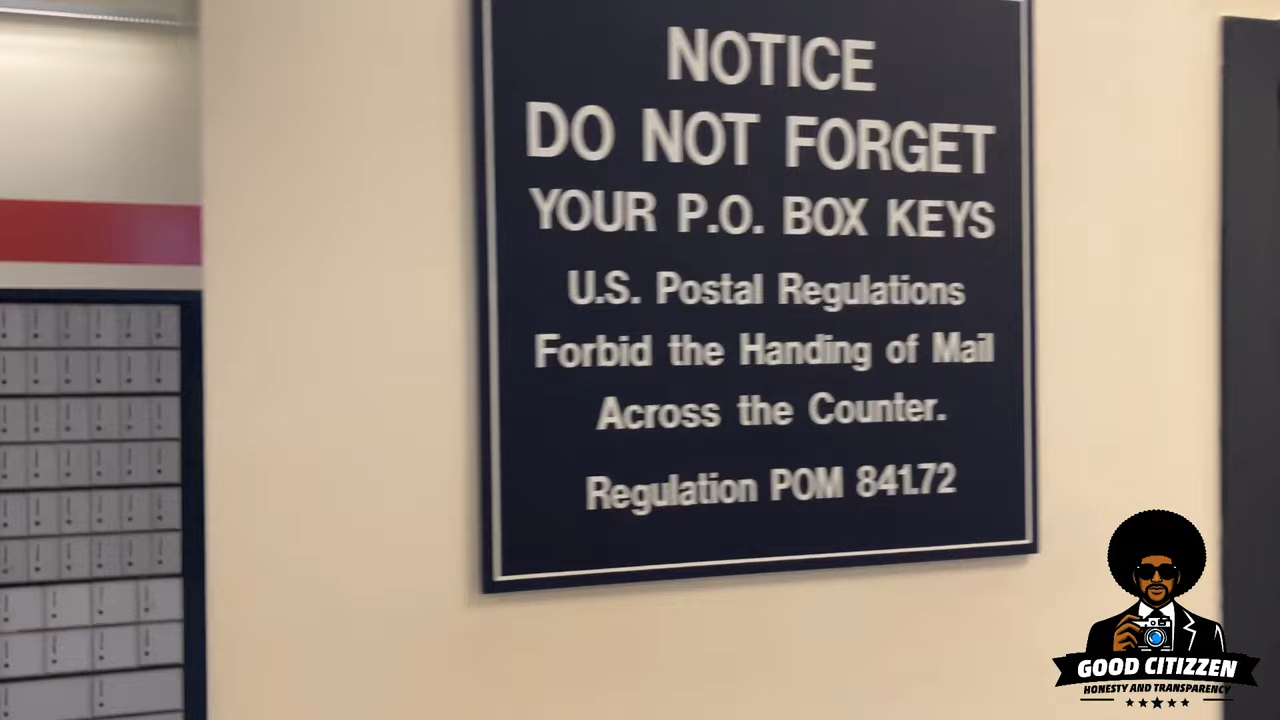 NOTICE
DO NOT FORGET
YOUR P.O. BOX KEYS
U.S. Postal Regulations
Forbid the Handing of Mail
Across the Counter.
Regulation POM 841.72
GOOD CITIZZEN
HONESTY AND TRANSPARENCY